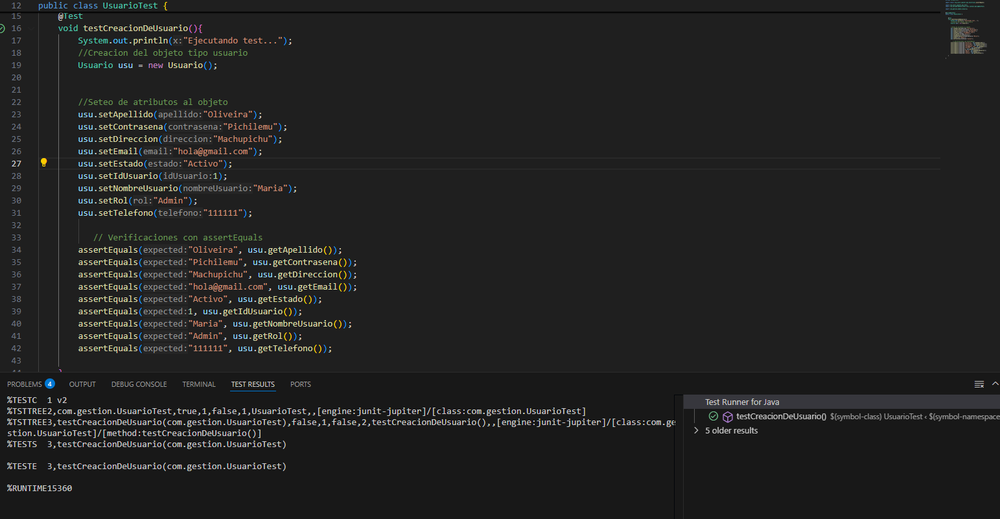 12 public class UsuarioTest {
15 @Test
16 void testCreacionDeUsuario(){
17 System.out.println(x:"Ejecutando test...");
18 //Creacion del objeto tipo usuario
19 Usuario usu = new Usuario();
20
21
22 //Seteo de atributos al objeto
23 usu.setApellido(apellido:"Oliveira");
24 usu.setContrasena(contrasena:"Pichilemu");
25 usu.setDireccion(direccion:"Machupichu");
26 usu.setEmail(email:"hola@gmail.com");
27 usu.setEstado(estado:"Activo");
28 usu.setIdUsuario(idUsuario:1);
29 usu.setNombreUsuario(nombreUsuario:"Maria");
30 usu.setRol(rol:"Admin");
31 usu.setTelefono(telefono:"111111");
32
33 // Verificaciones con assertEquals
34 assertEquals(expected:"Oliveira", usu.getApellido());
35 assertEquals(expected:"Pichilemu", usu.getContrasena());
36 assertEquals(expected:"Machupichu", usu.getDireccion());
37 assertEquals(expected:"hola@gmail.com", usu.getEmail());
38 assertEquals(expected:"Activo", usu.getEstado());
39 assertEquals(expected:1, usu.getIdUsuario());
40 assertEquals(expected:"Maria", usu.getNombreUsuario());
41 assertEquals(expected:"Admin", usu.getRol());
42 assertEquals(expected:"111111", usu.getTelefono());
43
44 }
PROBLEMS 4 OUTPUT DEBUG CONSOLE TERMINAL TEST RESULTS PORTS
%TESTC 1 v2
%TSTTREE2,com.gestion.UsuarioTest,true,1,false,1,UsuarioTest,,[engine:junit-jupiter]/[class:com.gestion.UsuarioTest]
%TSTTREE3,testCreacionDeUsuario(com.gestion.UsuarioTest),false,1,false,2,testCreacionDeUsuario(),,[engine:junit-jupiter]/[class:com.ge
stion.UsuarioTest]/[method:testCreacionDeUsuario()]
%TESTS 3,testCreacionDeUsuario(com.gestion.UsuarioTest)
%TESTE 3,testCreacionDeUsuario(com.gestion.UsuarioTest)
%RUNTIME15360
Test Runner for Java
testCreacionDeUsuario() $(symbol-class) UsuarioTest ‹ $(symbol-namespace
5 older results